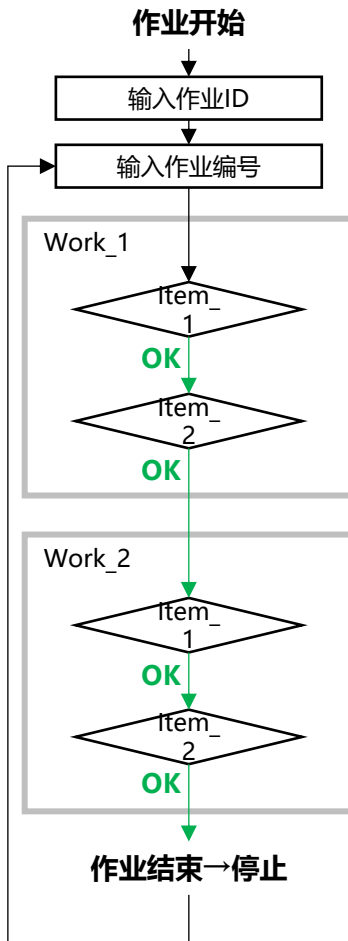 作业开始
输入作业ID
输入作业编号
Work_1
Item_
1
OK
Item_
2
OK
Work_2
Item_
1
OK
Item_
2
OK
作业结束→停止